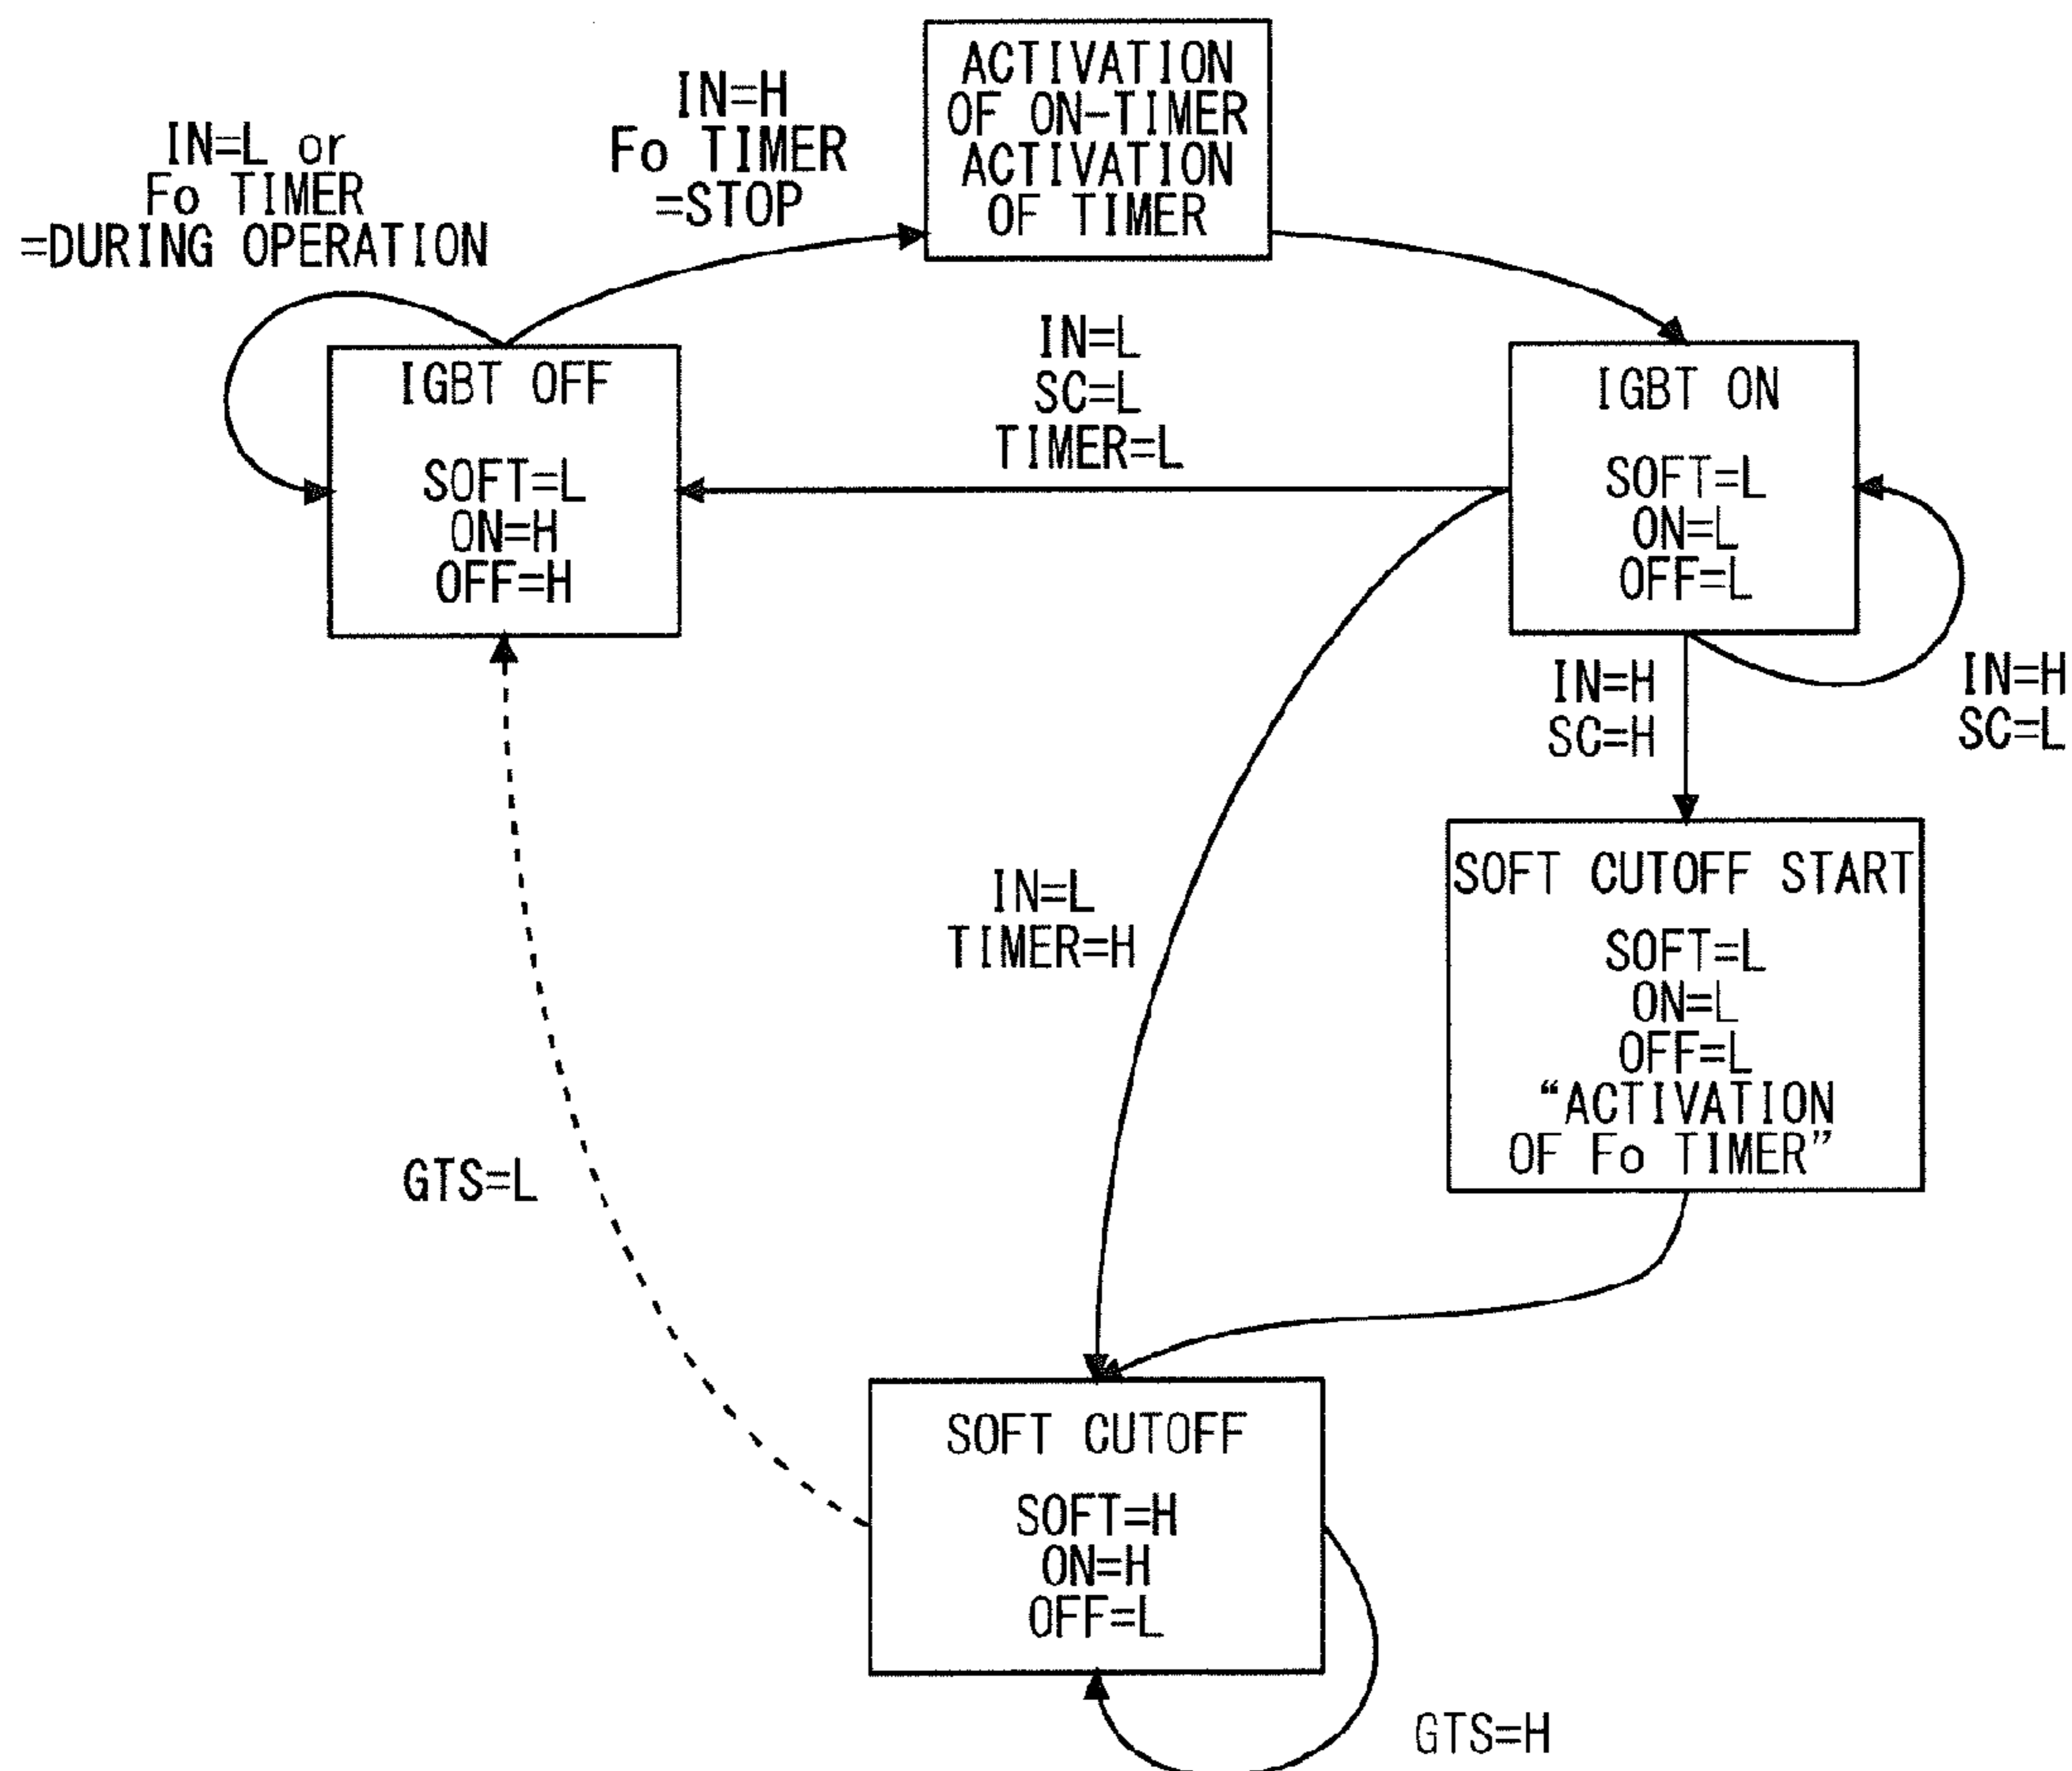 ACTIVATION
OF ON-TIMER
ACTIVATION
OF TIMER
IN=H
Fo TIMER
=STOP
IN=L or
Fo TIMER
=DURING OPERATION
IGBT OFF
SOFT=L
ON=H
OFF=H
IN=L
SC=L
TIMER=L
IGBT ON
SOFT=L
ON=L
OFF=L
IN=H
SC=H
IN=H
SC=L
SOFT CUTOFF START
SOFT=L
ON=L
OFF=L
“ACTIVATION
OF Fo TIMER”
IN=L
TIMER=H
GTS=L
SOFT CUTOFF
SOFT=H
ON=H
OFF=L
GTS=H